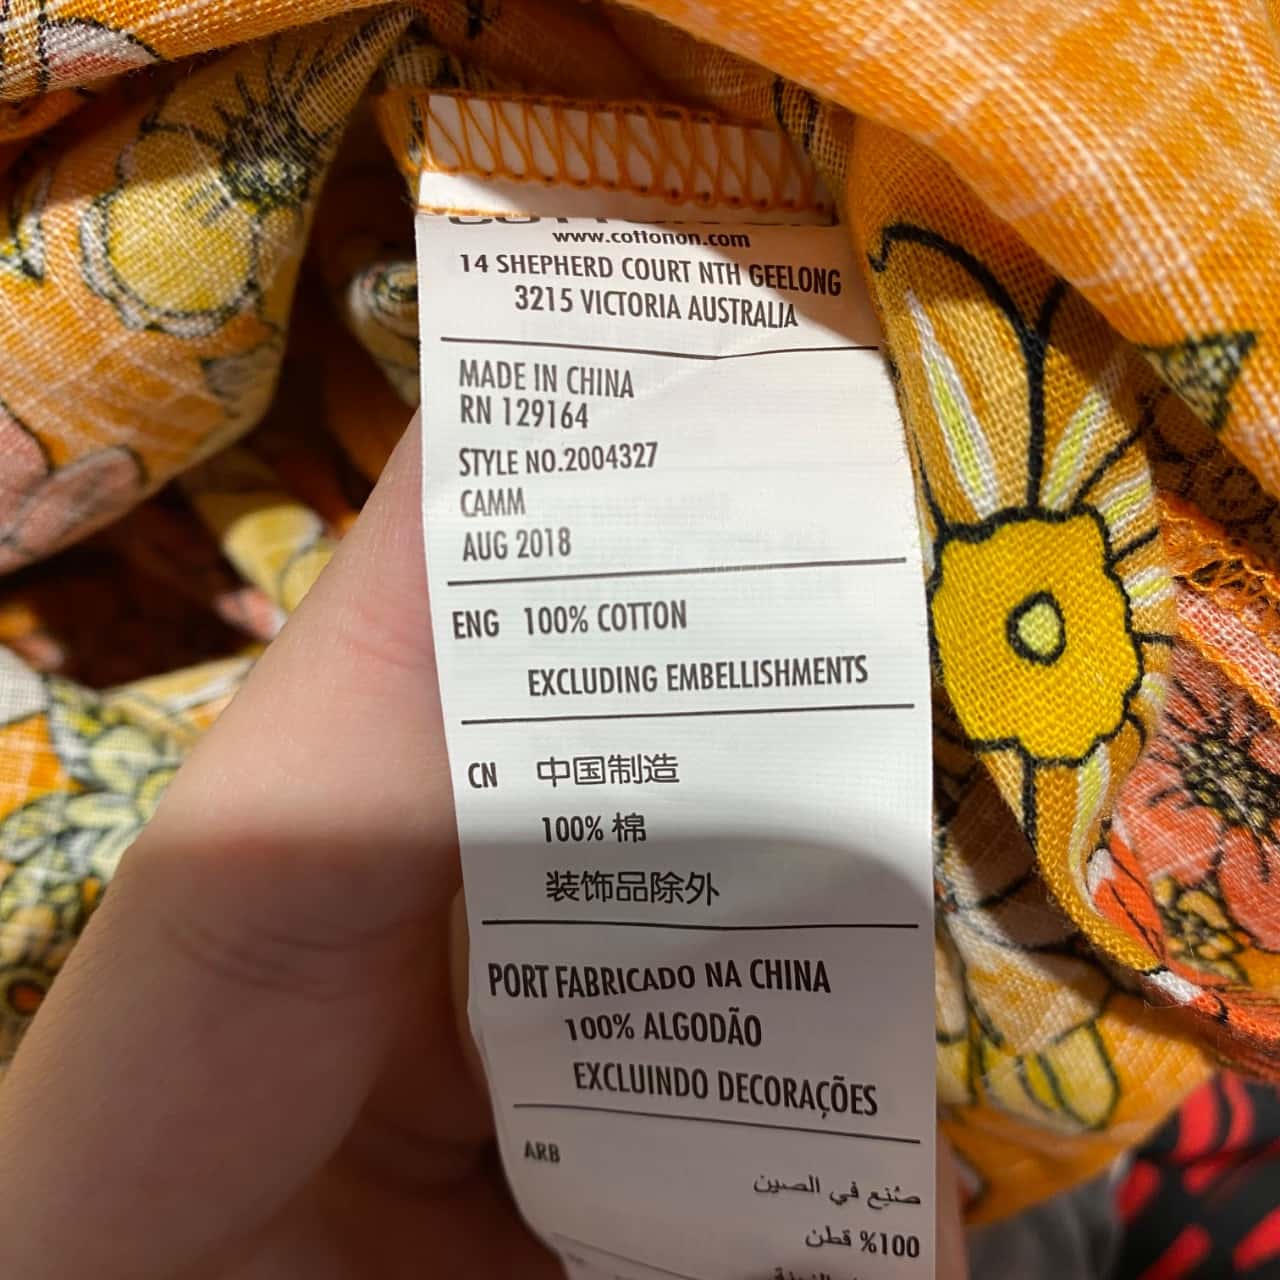 www.cottonon.com
14 SHEPHERD COURT NTH GEELONG
3215 VICTORIA AUSTRALIA
MADE IN CHINA
RN 129164
STYLE NO.2004327
CAMM
AUG 2018
ENG 100% COTTON
EXCLUDING EMBELLISHMENTS
CN 中国制造
100% 棉
装饰品除外
PORT FABRICADO NA CHINA
100% ALGODÃO
EXCLUINDO DECORAÇÕES
ARB
صُنِع في الصين
100% قطن